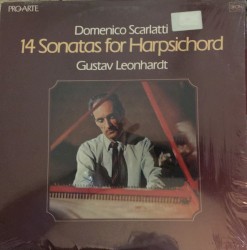 PRO ARTE
Domenico Scarlatti
14 Sonatas for Harpsichord
Gustav Leonhardt